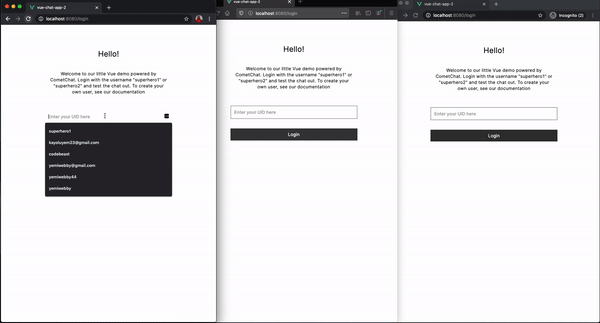 vue-chat-app-2
localhost:8080/login
Hello!
Welcome to our little Vue demo powered by
CometChat. Login with the username "superhero1" or
"superhero2" and test the chat out. To create your
own user, see our documentation
Enter your UID here
superhero1
kayoluyem23@gmail.com
codebeast
yemiwebby@gmail.com
yemiwebby44
yemiwebby
vue-chat-app-2
localhost:8080/login
Hello!
Welcome to our little Vue demo powered by
CometChat. Login with the username "superhero1" or
"superhero2" and test the chat out. To create your
own user, see our documentation
Enter your UID here
Login
vue-chat-app-2
localhost:8080/login
Incognito (2)
Hello!
Welcome to our little Vue demo powered by
CometChat. Login with the username "superhero1" or
"superhero2" and test the chat out. To create your
own user, see our documentation
Enter your UID here
Login